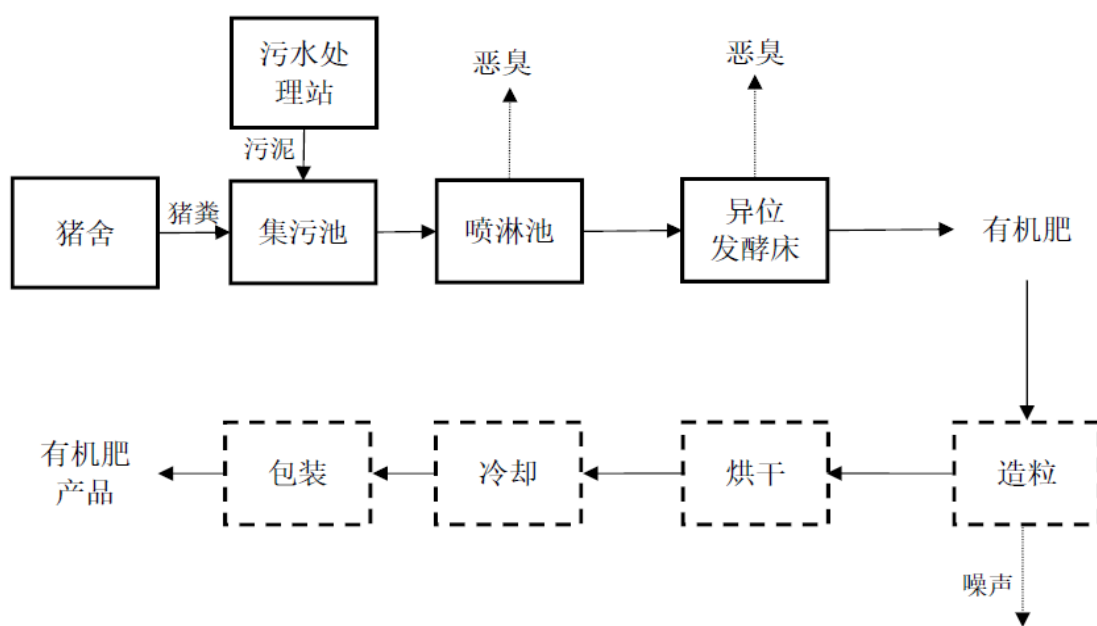 污水处
理站
恶臭
恶臭
污泥
猪舍
猪粪
集污池
喷淋池
异位
发酵床
有机肥
有机肥
产品
包装
冷却
烘干
造粒
噪声